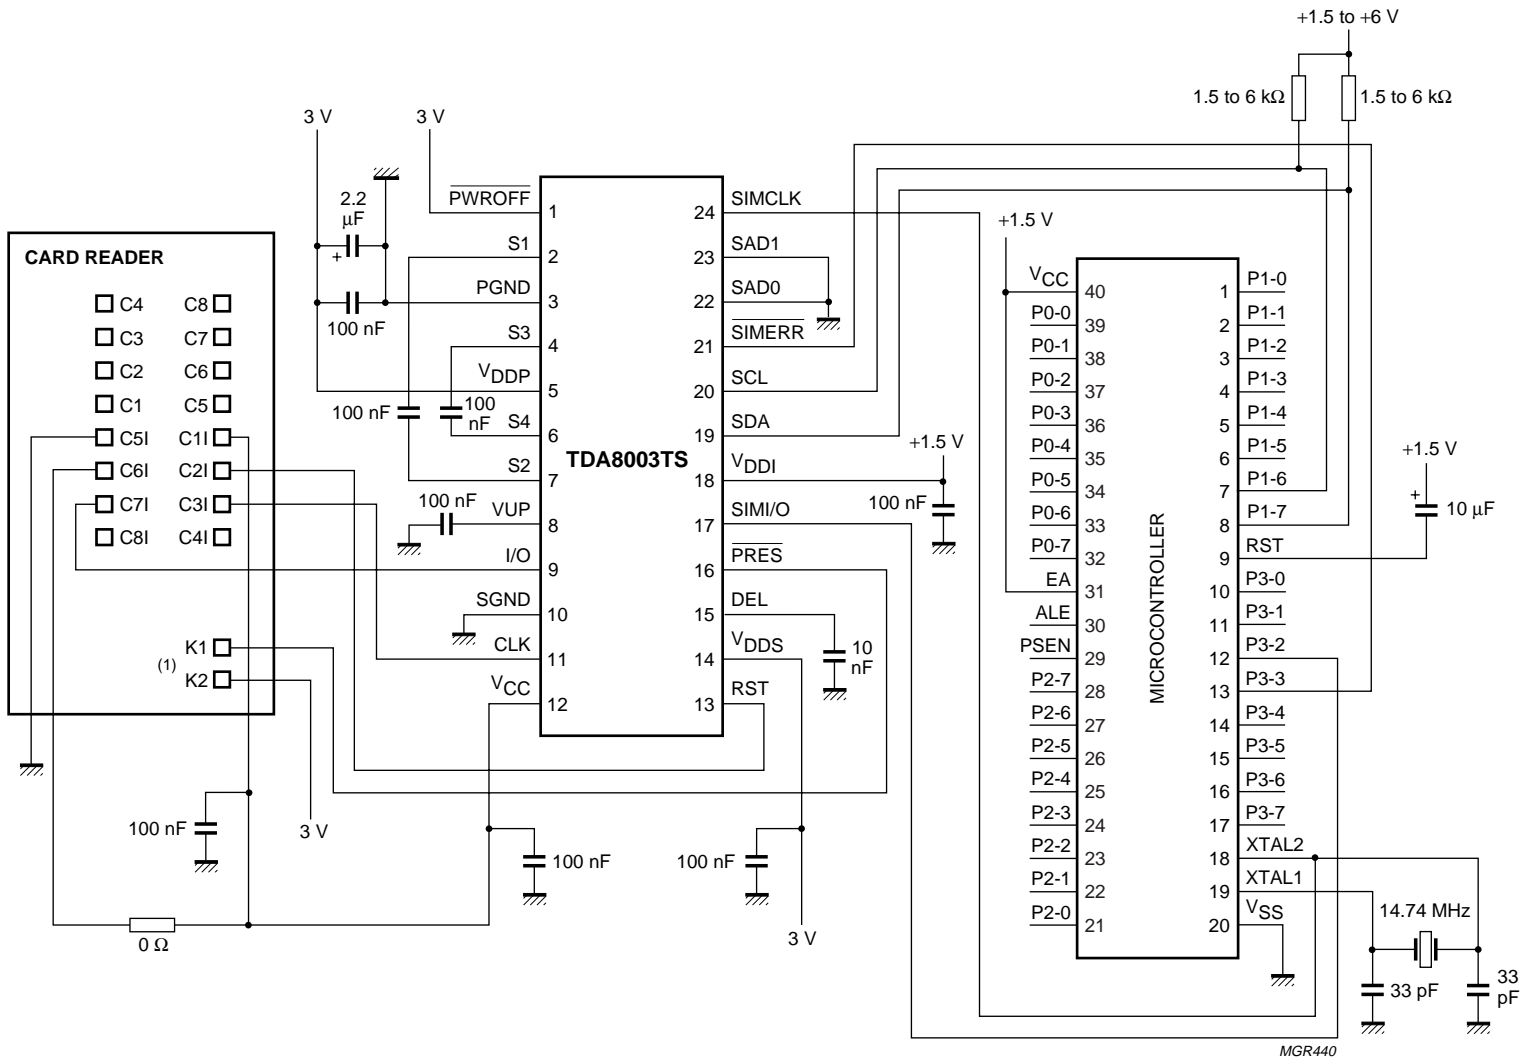 +1.5 to +6 V
1.5 to 6 kΩ
1.5 to 6 kΩ
3 V
3 V
2.2
μF
+
100 nF
100 nF
100
nF
100 nF
CARD READER
C4
C8
C3
C7
C2
C6
C1
C5
C5I
C1I
C6I
C2I
C7I
C3I
C8I
C4I
K1
(1)
K2
100 nF
3 V
0 Ω
100 nF
TDA8003TS
PWROFF
1
S1
2
PGND
3
S3
4
VDDP
5
S4
6
S2
7
VUP
8
I/O
9
SGND
10
CLK
11
VCC
12
24
SIMCLK
23
SAD1
22
SAD0
21
SIMERR
20
SCL
19
SDA
18
VDDI
17
SIMI/O
16
PRES
15
DEL
14
VDDS
13
RST
+1.5 V
100 nF
10
nF
100 nF
3 V
+1.5 V
MICROCONTROLLER
VCC
40
P0-0
39
P0-1
38
P0-2
37
P0-3
36
P0-4
35
P0-5
34
P0-6
33
P0-7
32
EA
31
ALE
30
PSEN
29
P2-7
28
P2-6
27
P2-5
26
P2-4
25
P2-3
24
P2-2
23
P2-1
22
P2-0
21
1
P1-0
2
P1-1
3
P1-2
4
P1-3
5
P1-4
6
P1-5
7
P1-6
8
P1-7
9
RST
10
P3-0
11
P3-1
12
P3-2
13
P3-3
14
P3-4
15
P3-5
16
P3-6
17
P3-7
18
XTAL2
19
XTAL1
20
VSS
+1.5 V
+
10 μF
14.74 MHz
33 pF
33
pF
MGR440